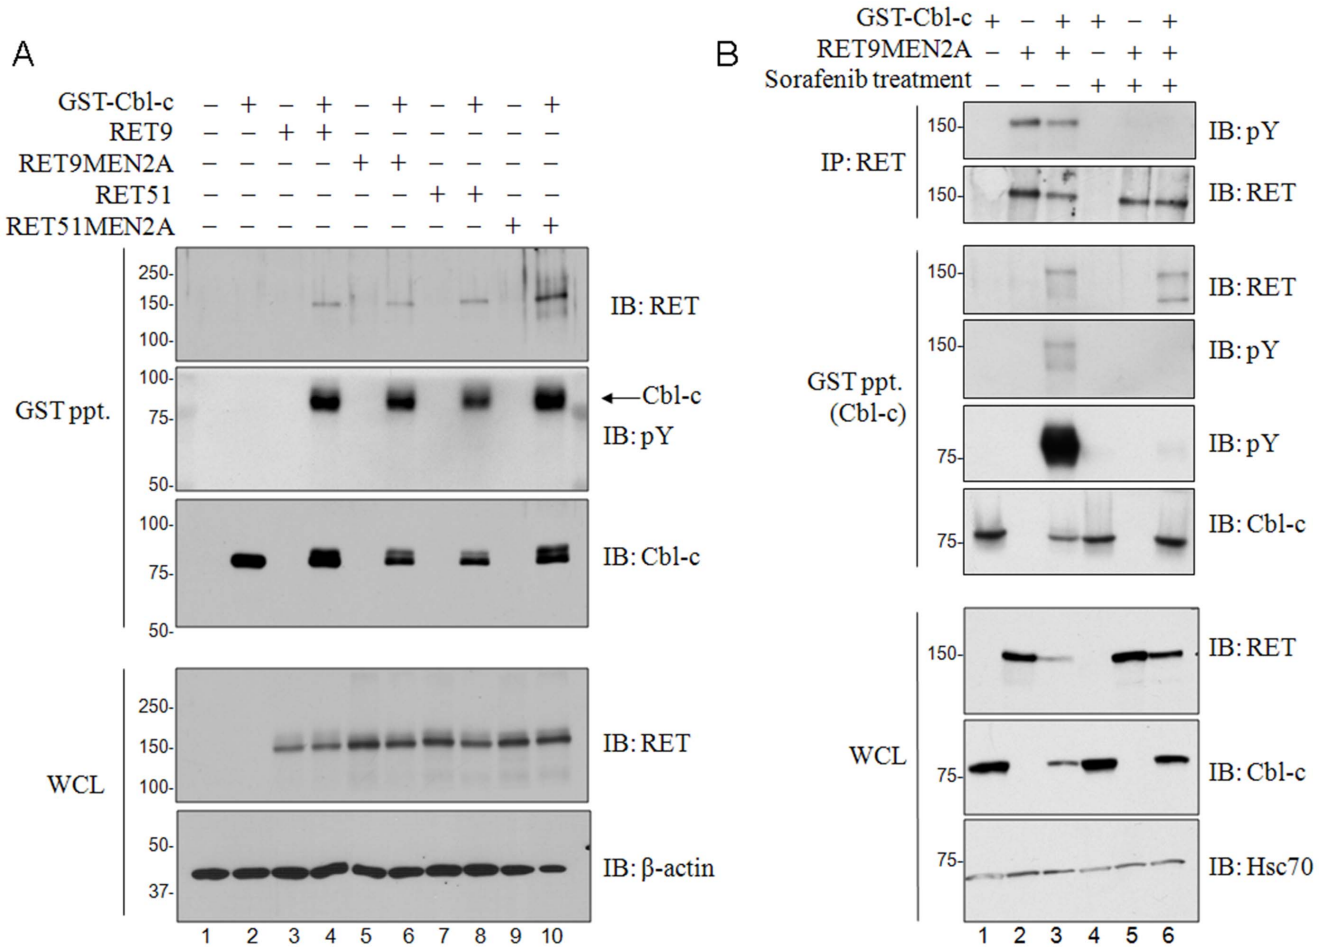 A
GST-Cbl-c – + – + – + – + – +
RET9 – – + + – – – – – –
RET9MEN2A – – – – + + – – – –
RET51 – – – – – – + + – –
RET51MEN2A – – – – – – – – + +
GST ppt.
250-
150-
100-
IB: RET
100-
75-
50-
Cbl-c
IB: pY
100-
75-
50-
IB: Cbl-c
WCL
250-
150-
100-
IB: RET
50-
37-
IB: β-actin
1 2 3 4 5 6 7 8 9 10
B
GST-Cbl-c + – + + – +
RET9MEN2A – + + – + +
Sorafenib treatment – – – + + +
IP: RET
150-
IB: pY
150-
IB: RET
GST ppt.
(Cbl-c)
150-
IB: RET
150-
IB: pY
75-
IB: pY
75-
IB: Cbl-c
WCL
150-
IB: RET
75-
IB: Cbl-c
75-
IB: Hsc70
1 2 3 4 5 6